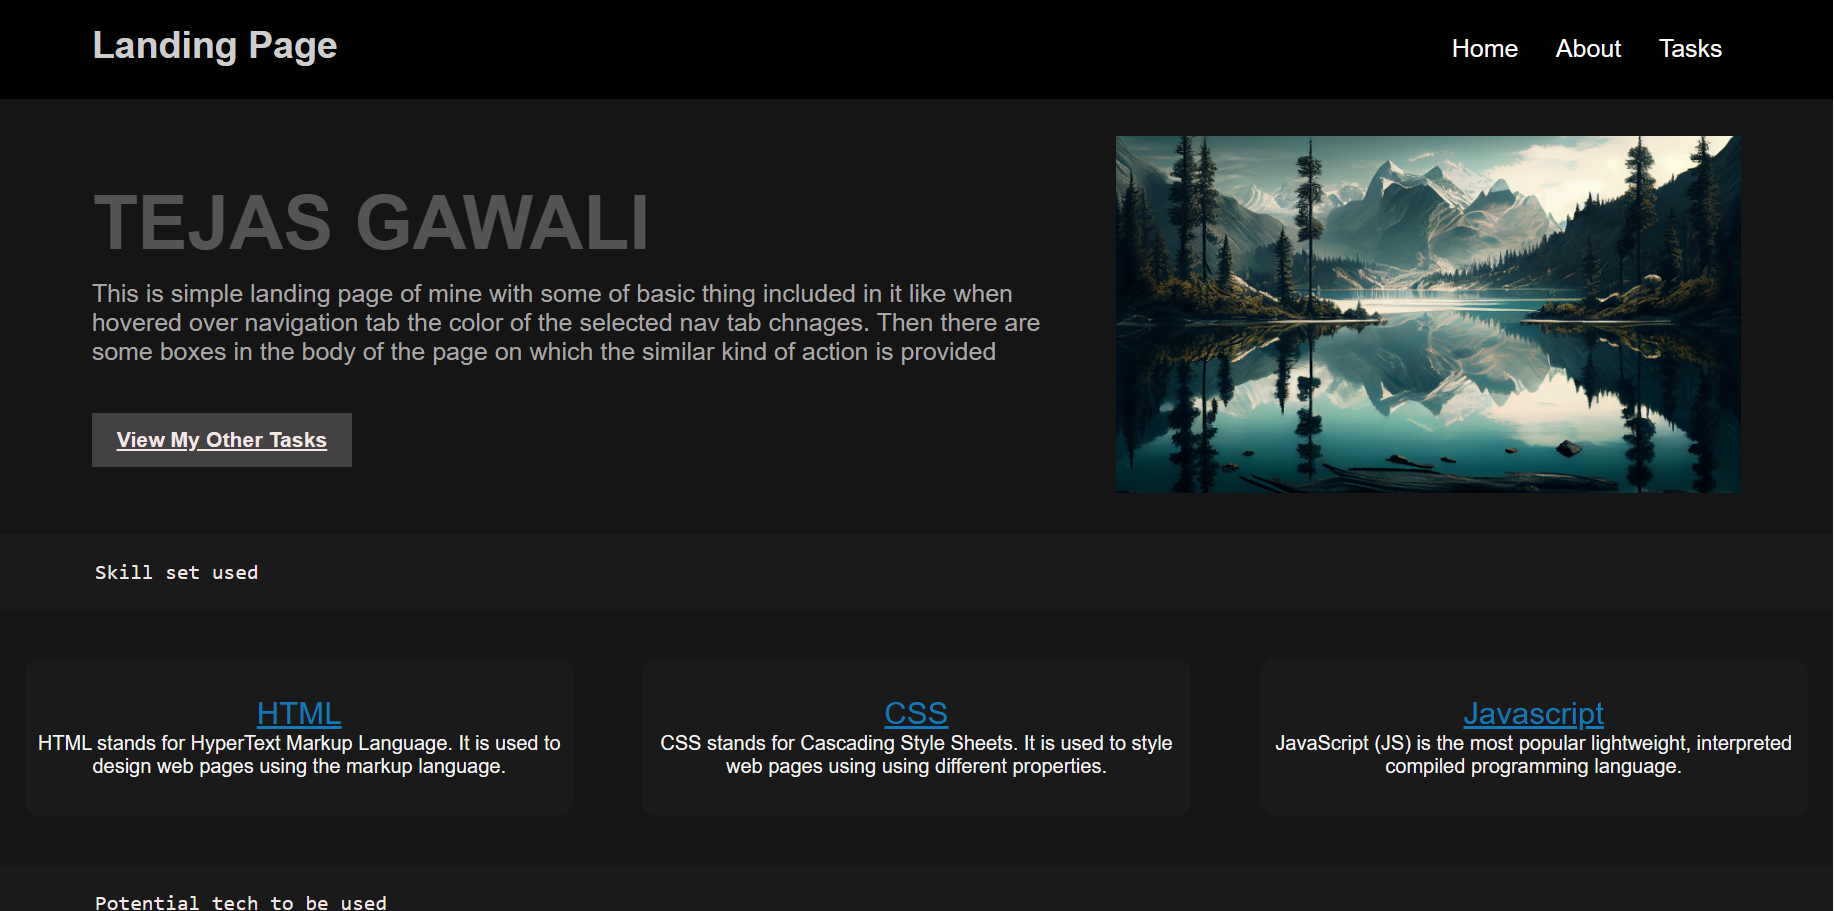 Landing Page
Home About Tasks
TEJAS GAWALI
This is simple landing page of mine with some of basic thing included in it like when
hovered over navigation tab the color of the selected nav tab chnages. Then there are
some boxes in the body of the page on which the similar kind of action is provided
View My Other Tasks
Skill set used
HTML
HTML stands for HyperText Markup Language. It is used to
design web pages using the markup language.
CSS
CSS stands for Cascading Style Sheets. It is used to style
web pages using using different properties.
Javascript
JavaScript (JS) is the most popular lightweight, interpreted
compiled programming language.
Potential tech to be used